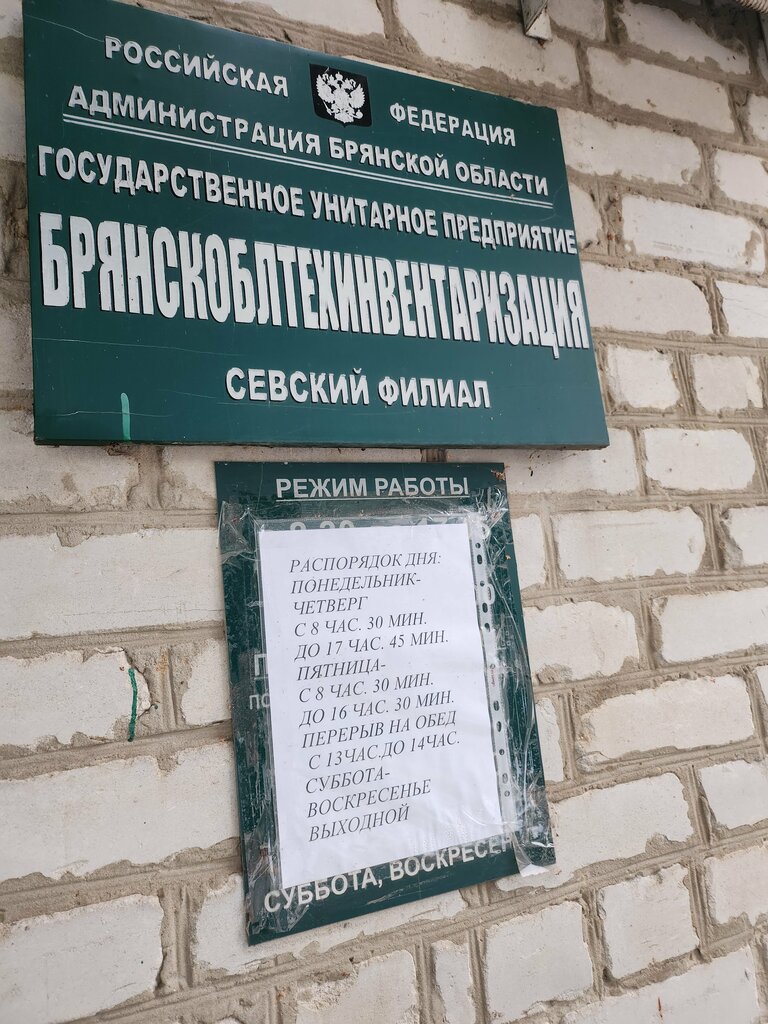 РОССИЙСКАЯ ФЕДЕРАЦИЯ
АДМИНИСТРАЦИЯ БРЯНСКОЙ ОБЛАСТИ
ГОСУДАРСТВЕННОЕ УНИТАРНОЕ ПРЕДПРИЯТИЕ
БРЯНСКОБЛТЕХИНВЕНТАРИЗАЦИЯ
СЕВСКИЙ ФИЛИАЛ
РЕЖИМ РАБОТЫ
РАСПОРЯДОК ДНЯ:
ПОНЕДЕЛЬНИК-
ЧЕТВЕРГ
С 8 ЧАС. 30 МИН.
ДО 17 ЧАС. 45 МИН.
ПЯТНИЦА-
С 8 ЧАС. 30 МИН.
ДО 16 ЧАС. 30 МИН.
ПЕРЕРЫВ НА ОБЕД
С 13ЧАС.ДО 14ЧАС.
СУББОТА-
ВОСКРЕСЕНЬЕ
ВЫХОДНОЙ
СУББОТА, ВОСКРЕСЕН